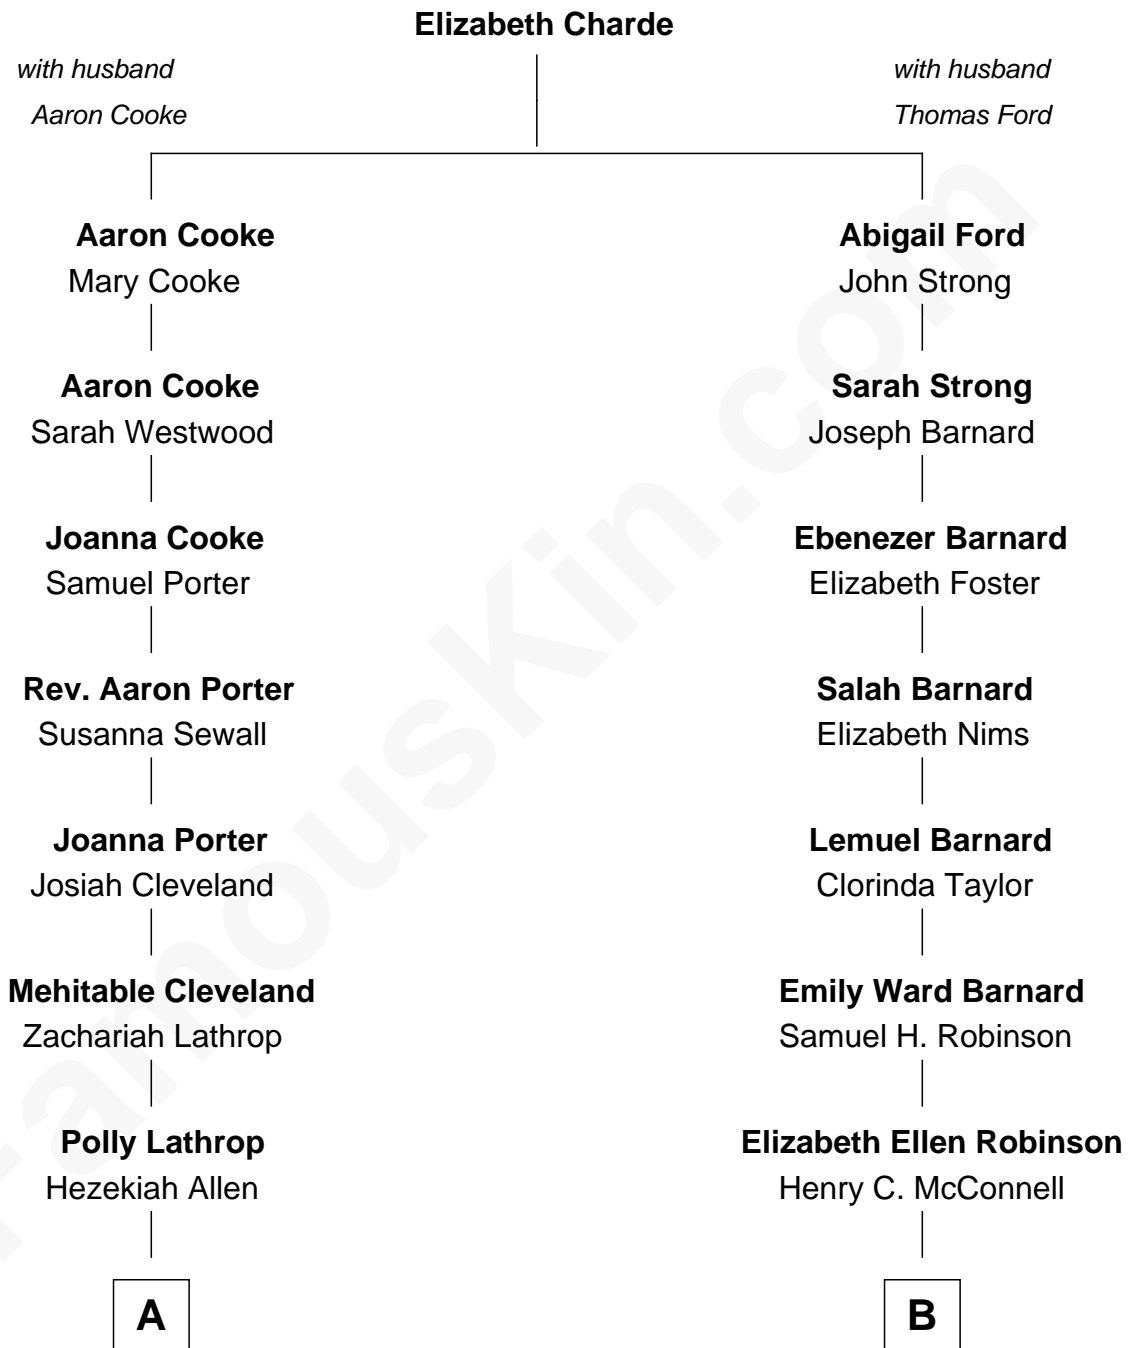 Elizabeth Charde
with husband
Aaron Cooke
with husband
Thomas Ford
Aaron Cooke
Mary Cooke
Abigail Ford
John Strong
Aaron Cooke
Sarah Westwood
Sarah Strong
Joseph Barnard
Joanna Cooke
Samuel Porter
Ebenezer Barnard
Elizabeth Foster
Rev. Aaron Porter
Susanna Sewall
Salah Barnard
Elizabeth Nims
Joanna Porter
Josiah Cleveland
Lemuel Barnard
Clorinda Taylor
Mehitable Cleveland
Zachariah Lathrop
Emily Ward Barnard
Samuel H. Robinson
Polly Lathrop
Hezekiah Allen
Elizabeth Ellen Robinson
Henry C. McConnell
A
B
FamousKin.com